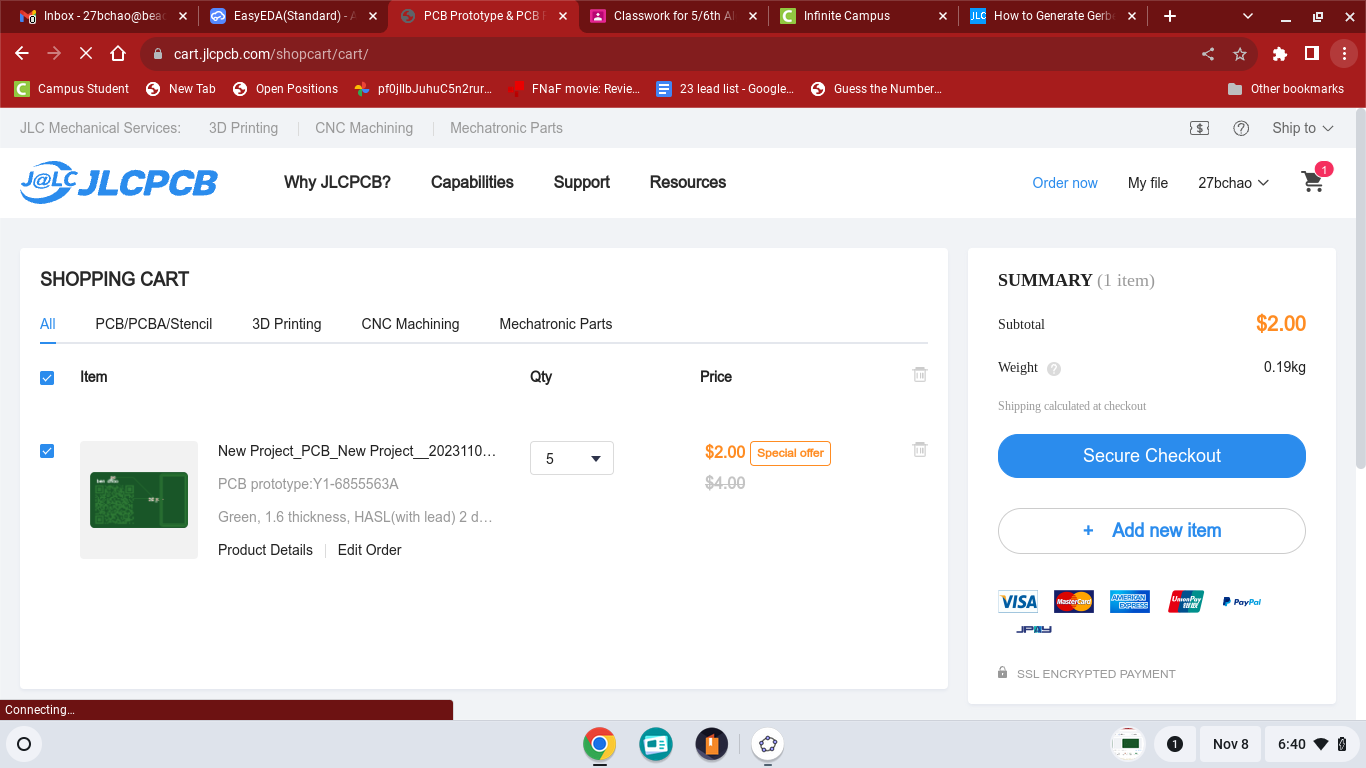 Inbox - 27bchao@beac
EasyEDA(Standard) - A
PCB Prototype & PCB F
Classwork for 5/6th Al
Infinite Campus
How to Generate Gerbe
cart.jlcpcb.com/shopcart/cart/
Campus Student
New Tab
Open Positions
pf0jIlbJuhuC5n2rur...
FNaF movie: Revie...
23 lead list - Google...
Guess the Number...
Other bookmarks
JLC Mechanical Services:
3D Printing
CNC Machining
Mechatronic Parts
Ship to
J@LC JLCPCB
Why JLCPCB?
Capabilities
Support
Resources
Order now
My file
27bchao
1
SHOPPING CART
All
PCB/PCBA/Stencil
3D Printing
CNC Machining
Mechatronic Parts
Item
Qty
Price
New Project_PCB_New Project__2023110...
PCB prototype:Y1-6855563A
Green, 1.6 thickness, HASL(with lead) 2 d...
Product Details
Edit Order
5
$2.00
Special offer
$4.00
SUMMARY (1 item)
Subtotal
$2.00
Weight
?
0.19kg
Shipping calculated at checkout
Secure Checkout
+ Add new item
VISA
MasterCard
AMERICAN EXPRESS
UnionPay
PayPal
SSL ENCRYPTED PAYMENT
Connecting...
1
Nov 8
6:40